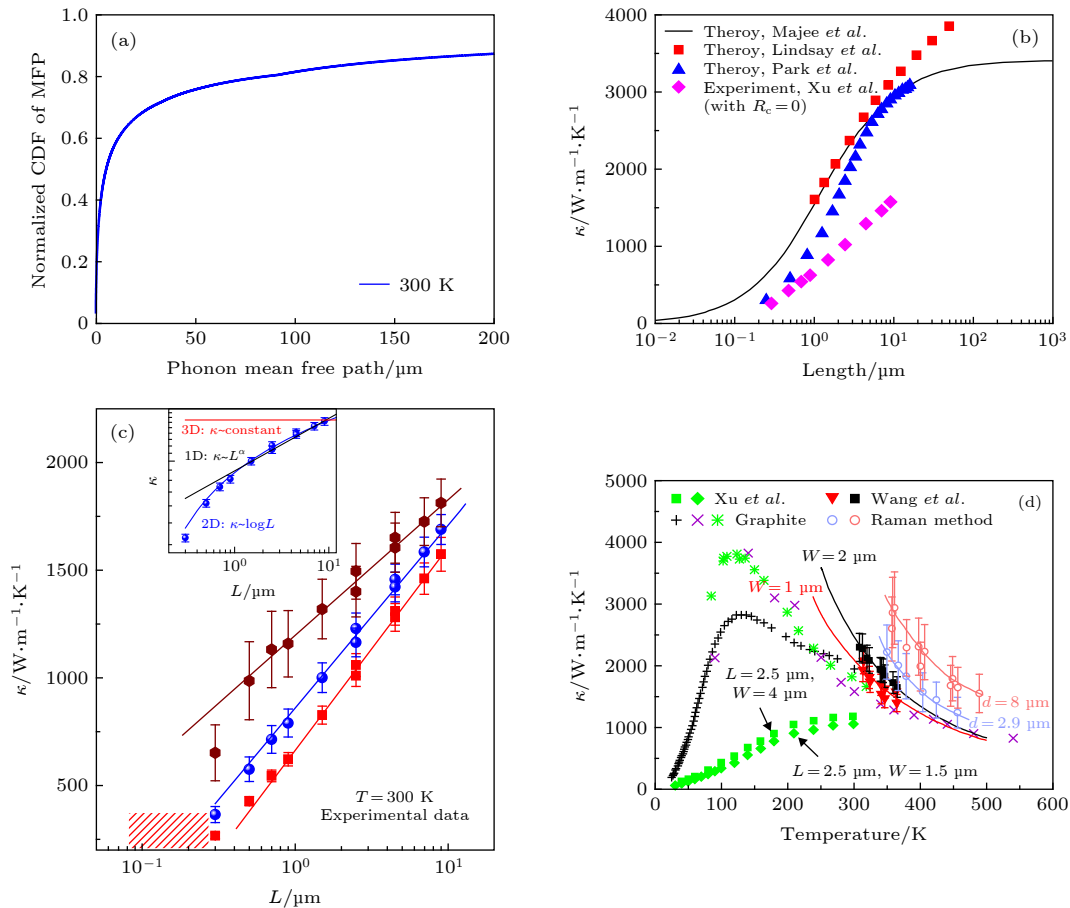 (a)
Normalized CDF of MFP
1.0
0.8
0.6
0.4
0.2
0
300 K
0 50 100 150 200
Phonon mean free path/μm
(b)
κ/W·m⁻¹·K⁻¹
4000
3000
2000
1000
0
Theroy, Majee et al.
Theroy, Lindsay et al.
Theroy, Park et al.
Experiment, Xu et al.
(with R_c=0)
10⁻² 10⁻¹ 10⁰ 10¹ 10² 10³
Length/μm
(c)
κ/W·m⁻¹·K⁻¹
2000
1500
1000
500
3D: κ~constant
1D: κ~L^α
2D: κ~logL
κ
1 10
L/μm
T=300 K
Experimental data
10⁻¹ 10⁰ 10¹
L/μm
(d)
κ/W·m⁻¹·K⁻¹
5000
4000
3000
2000
1000
0
Xu et al.
Wang et al.
Graphite
Raman method
W=2 μm
W=1 μm
L=2.5 μm,
W=4 μm
d=8 μm
d=2.9 μm
L=2.5 μm, W=1.5 μm
0 100 200 300 400 500 600
Temperature/K